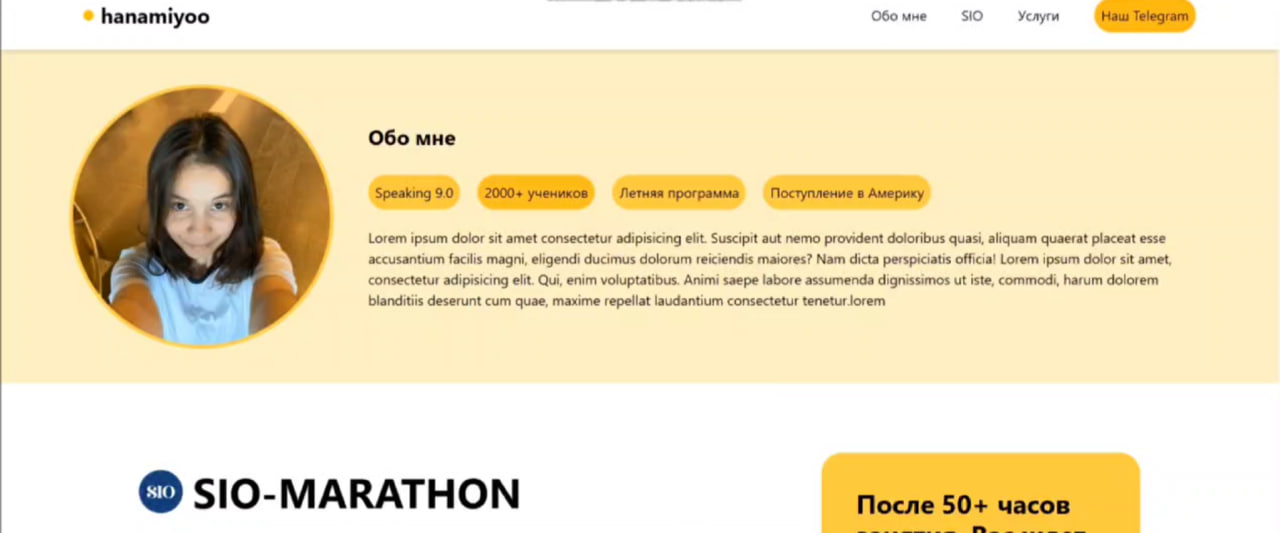 hanamiyoo
Обо мне SIO Услуги Наш Telegram
Обо мне
Speaking 9.0 2000+ учеников Летняя программа Поступление в Америку
Lorem ipsum dolor sit amet consectetur adipisicing elit. Suscipit aut nemo provident doloribus quasi, aliquam quaerat placeat esse
accusantium facilis magni, eligendi ducimus dolorum reiciendis maiores? Nam dicta perspiciatis officia! Lorem ipsum dolor sit amet,
consectetur adipisicing elit. Qui, enim voluptatibus. Animi saepe labore assumenda dignissimos ut iste, commodi, harum dolorem
blanditiis deserunt cum quae, maxime repellat laudantium consectetur tenetur.lorem
SIO SIO-MARATHON
После 50+ часов